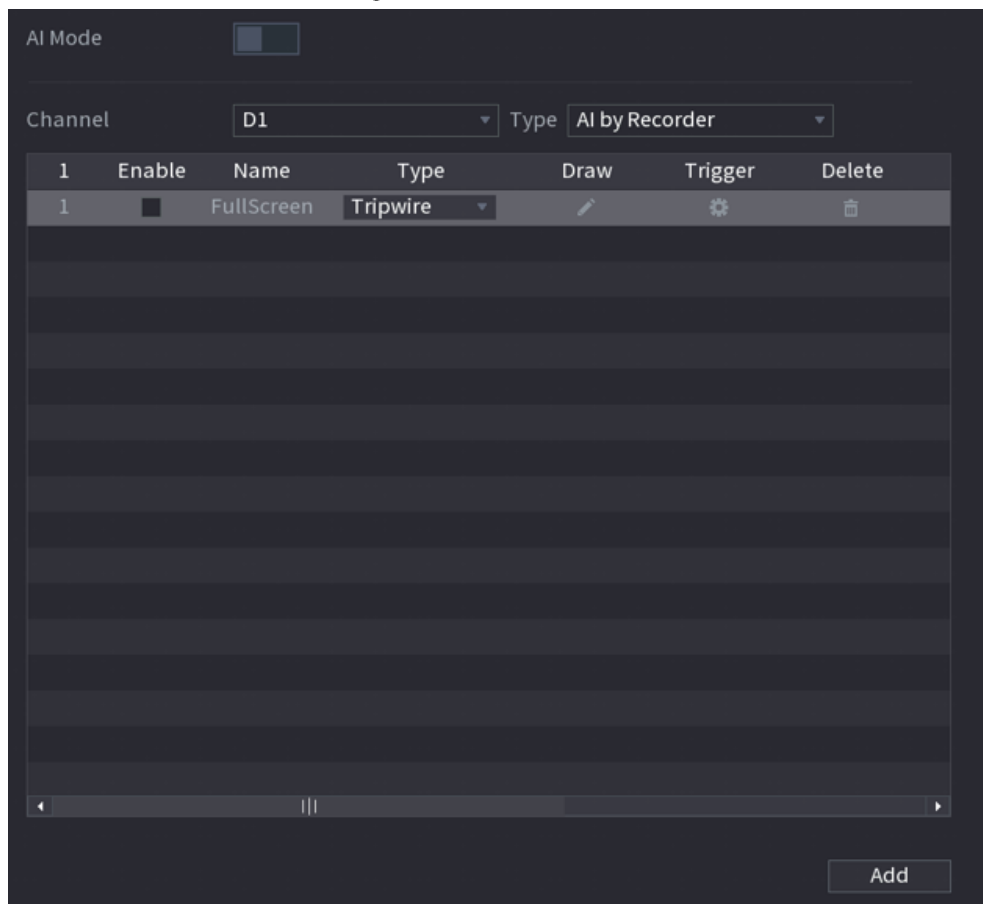 AI Mode
Channel D1 Type AI by Recorder
1 Enable Name Type Draw Trigger Delete
1 FullScreen Tripwire
Add